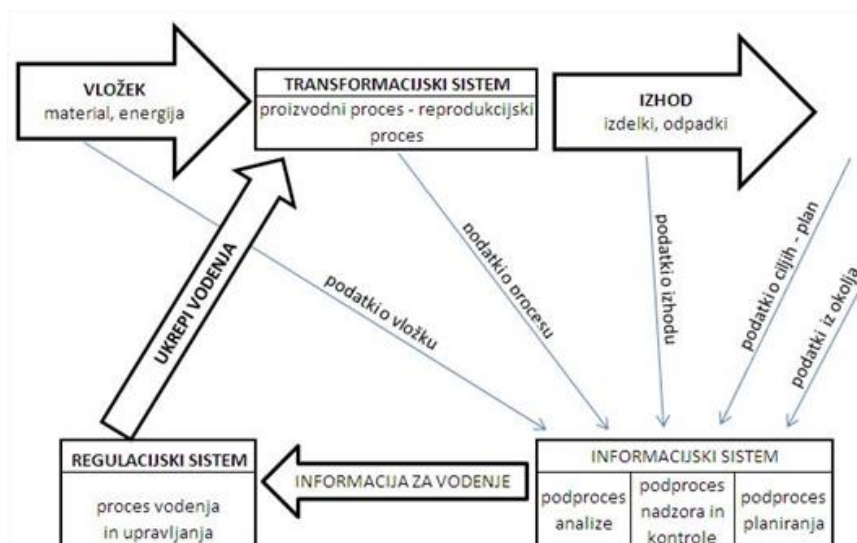 VLOŽEK
material, energija
TRANSFORMACIJSKI SISTEM
proizvodni proces - reprodukcijski
proces
IZHOD
izdelki, odpadki
UKREPI VODENJA
podatki o vložku
podatki o procesu
podatki o izhodu
podatki o ciljih - plan
podatki iz okolja
REGULACIJSKI SISTEM
proces vodenja
in upravljanja
INFORMACIJA ZA VODENJE
INFORMACIJSKI SISTEM
podproces
analize
podproces
nadzora in
kontrole
podproces
planiranja